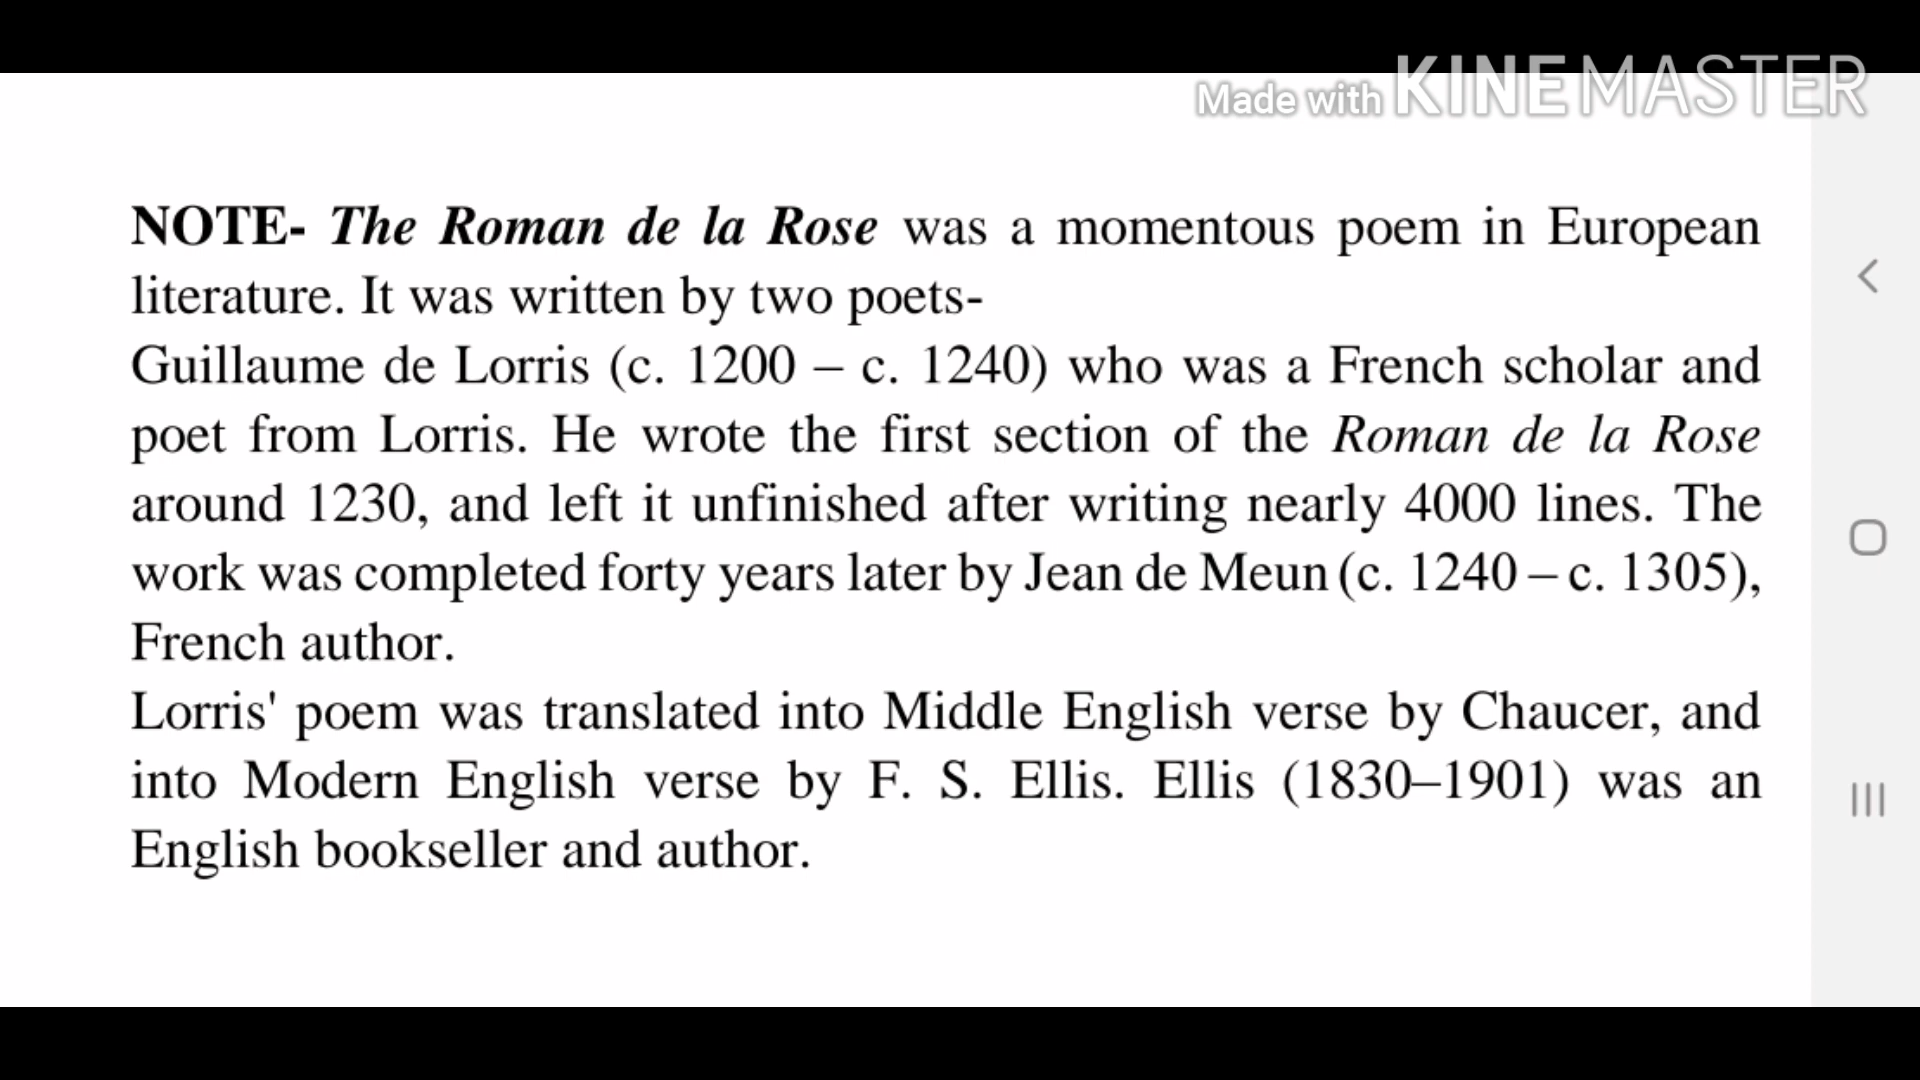 Made with KINEMASTER
NOTE- The Roman de la Rose was a momentous poem in European
literature. It was written by two poets-
Guillaume de Lorris (c. 1200 – c. 1240) who was a French scholar and
poet from Lorris. He wrote the first section of the Roman de la Rose
around 1230, and left it unfinished after writing nearly 4000 lines. The
work was completed forty years later by Jean de Meun (c. 1240 – c. 1305),
French author.
Lorris' poem was translated into Middle English verse by Chaucer, and
into Modern English verse by F. S. Ellis. Ellis (1830–1901) was an
English bookseller and author.